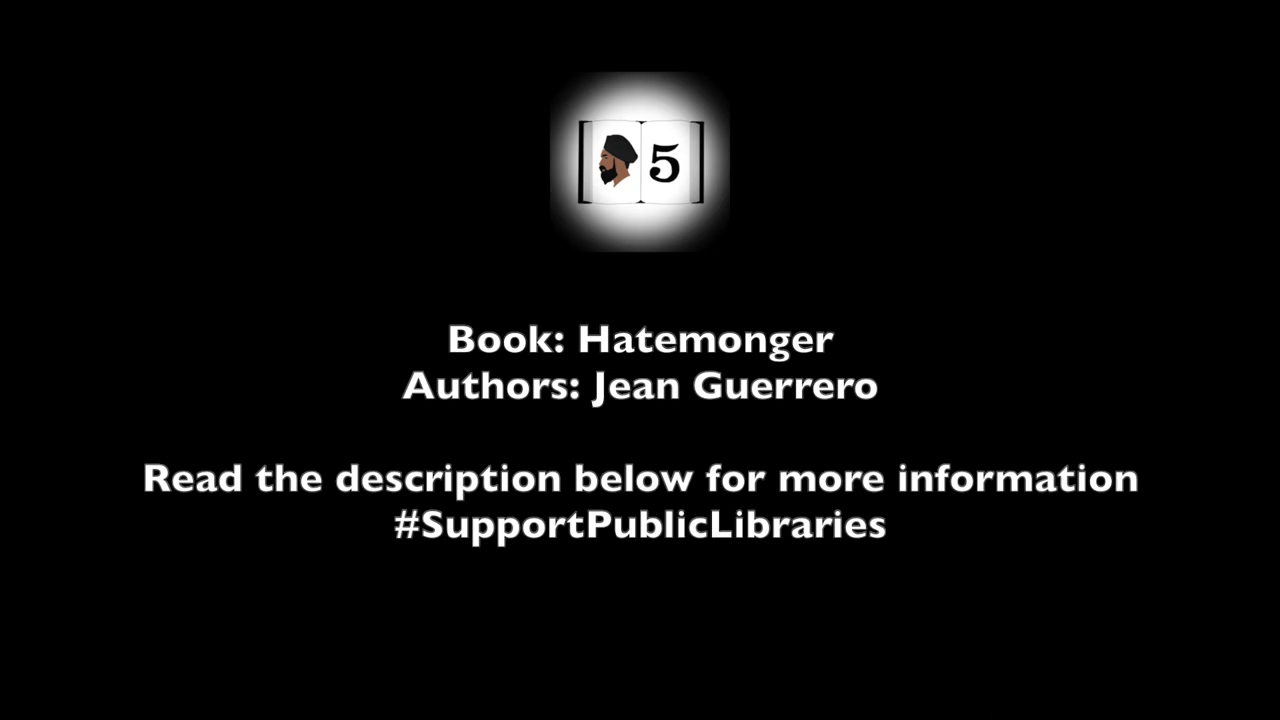 5
Book: Hatemonger
Authors: Jean Guerrero
Read the description below for more information
#SupportPublicLibraries